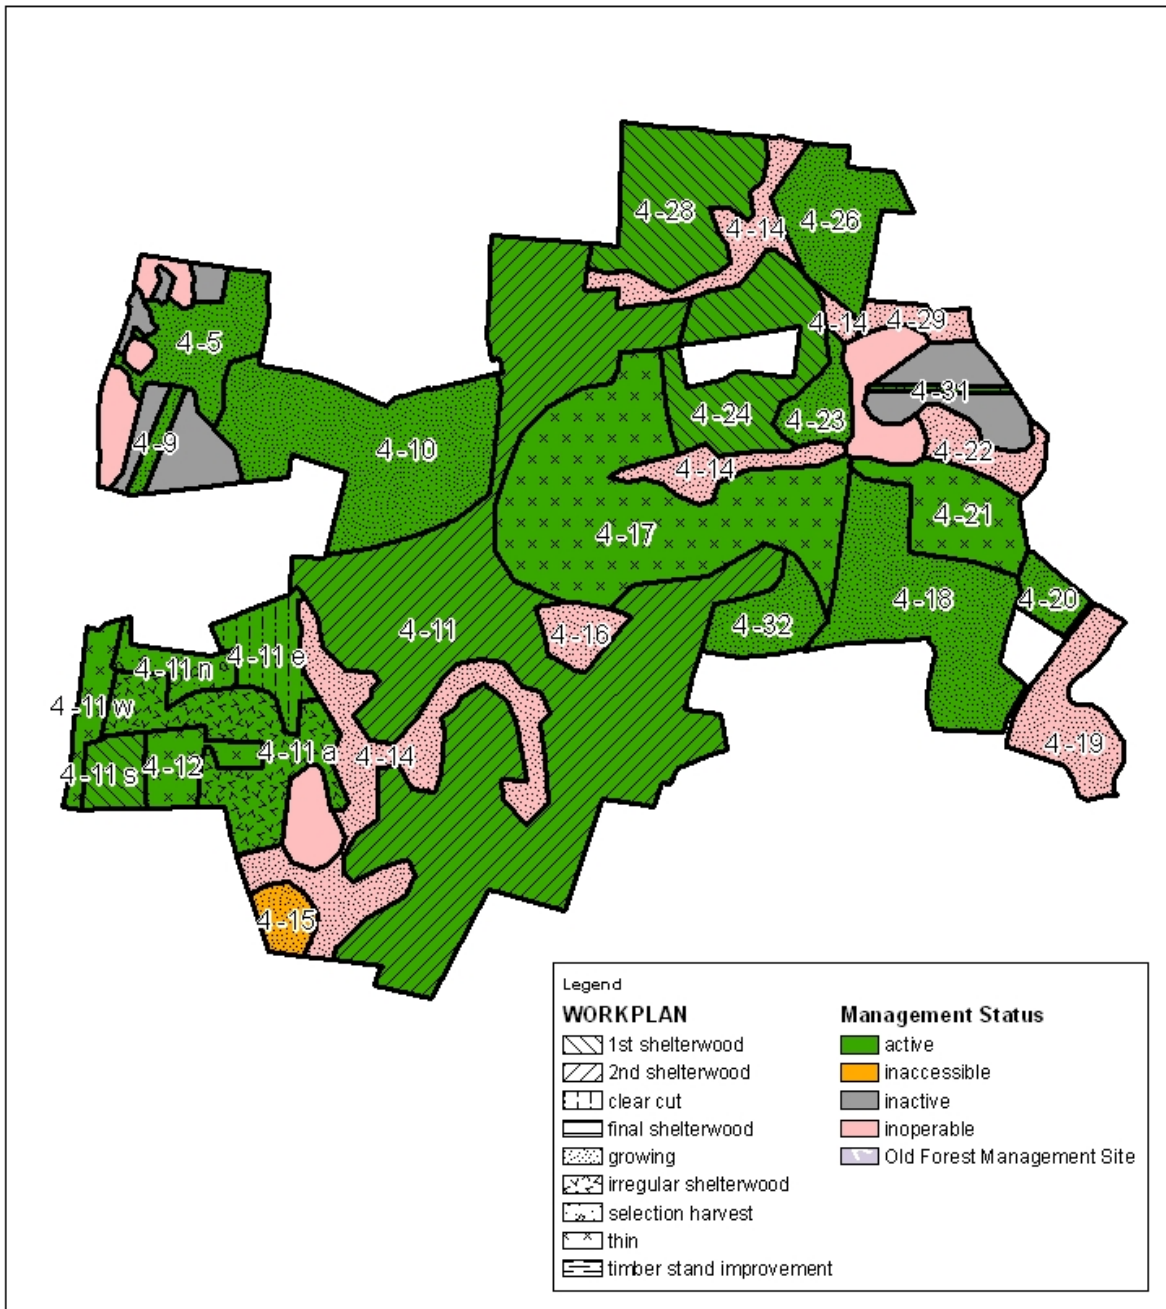 4-28
4-14
4-26
4-5
4-14
4-29
4-31
4-24
4-23
4-9
4-10
4-14
4-22
4-17
4-21
4-18
4-20
4-11
4-16
4-32
4-11 e
4-11 n
4-11 w
4-11 a
4-14
4-19
4-11 s
4-12
4-15
Legend
WORKPLAN
1st shelterwood
2nd shelterwood
clear cut
final shelterwood
growing
irregular shelterwood
selection harvest
thin
timber stand improvement
Management Status
active
inaccessible
inactive
inoperable
Old Forest Management Site